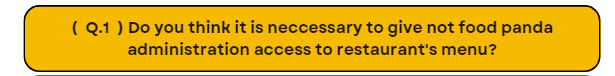 ( Q.1 ) Do you think it is neccessary to give not food panda
administration access to restaurant's menu?